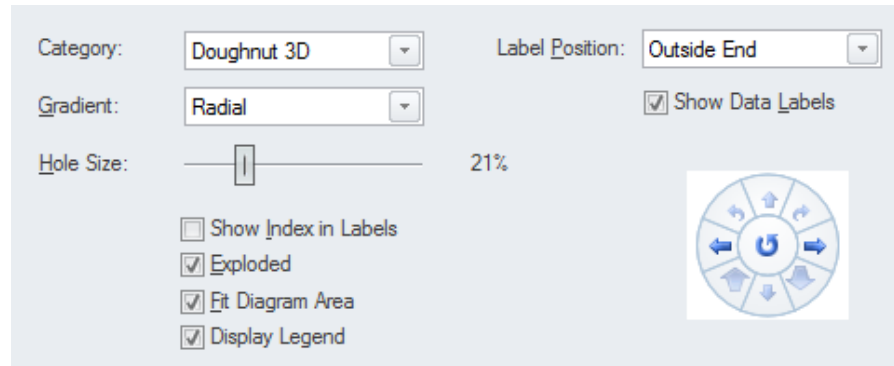 Category: Doughnut 3D Label Position: Outside End
Gradient: Radial Show Data Labels
Hole Size: 21%
Show Index in Labels
Exploded
Fit Diagram Area
Display Legend